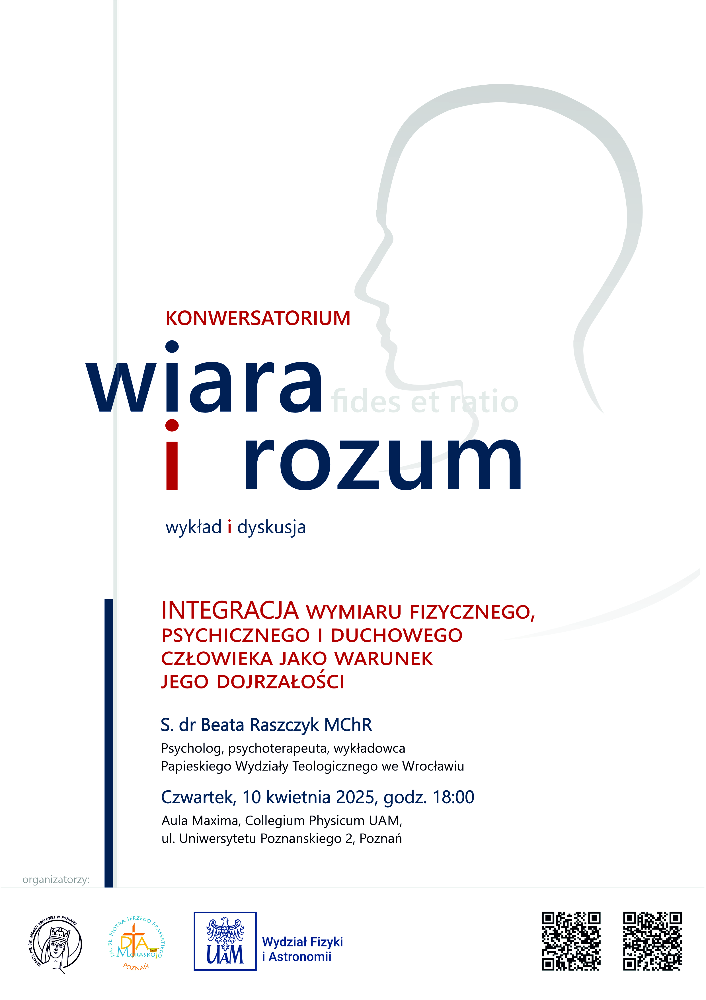 KONWERSATORIUM
wiara
fides et ratio
i rozum
wykład i dyskusja
INTEGRACJA WYMIARU FIZYCZNEGO,
PSYCHICZNEGO I DUCHOWEGO
CZŁOWIEKA JAKO WARUNEK
JEGO DOJRZAŁOŚCI
S. dr Beata Raszczyk MChR
Psycholog, psychoterapeuta, wykładowca
Papieskiego Wydziały Teologicznego we Wrocławiu
Czwartek, 10 kwietnia 2025, godz. 18:00
Aula Maxima, Collegium Physicum UAM,
ul. Uniwersytetu Poznanskiego 2, Poznań
organizatorzy:
PARAFIA PW. ŚW. JADWIGI KRÓLOWEJ W POZNANIU
IM. BŁ. PIOTRA JERZEGO FRASSATIEGO
DA
MORASKO
POZNAŃ
UAM
Wydział Fizyki
i Astronomii